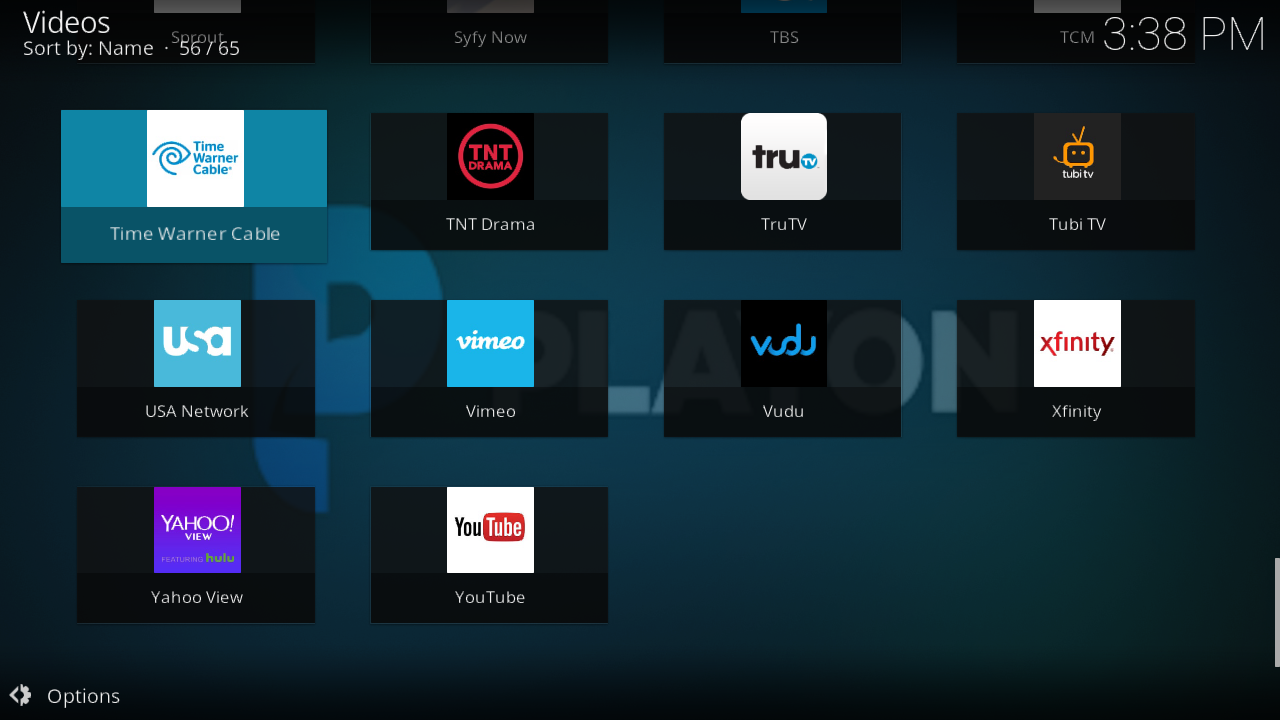 Videos
Sort by: Name · 56 / 65
3:38 PM
Sprout
Syfy Now
TBS
TCM
Time
Warner
Cable
TNT
DRAMA
tru TV
tubi tv
Time Warner Cable
TNT Drama
TruTV
Tubi TV
usa
vimeo
vudu
xfinity
PLATON
USA Network
Vimeo
Vudu
Xfinity
YAHOO!
VIEW
FEATURING hulu
YouTube
Yahoo View
YouTube
Options